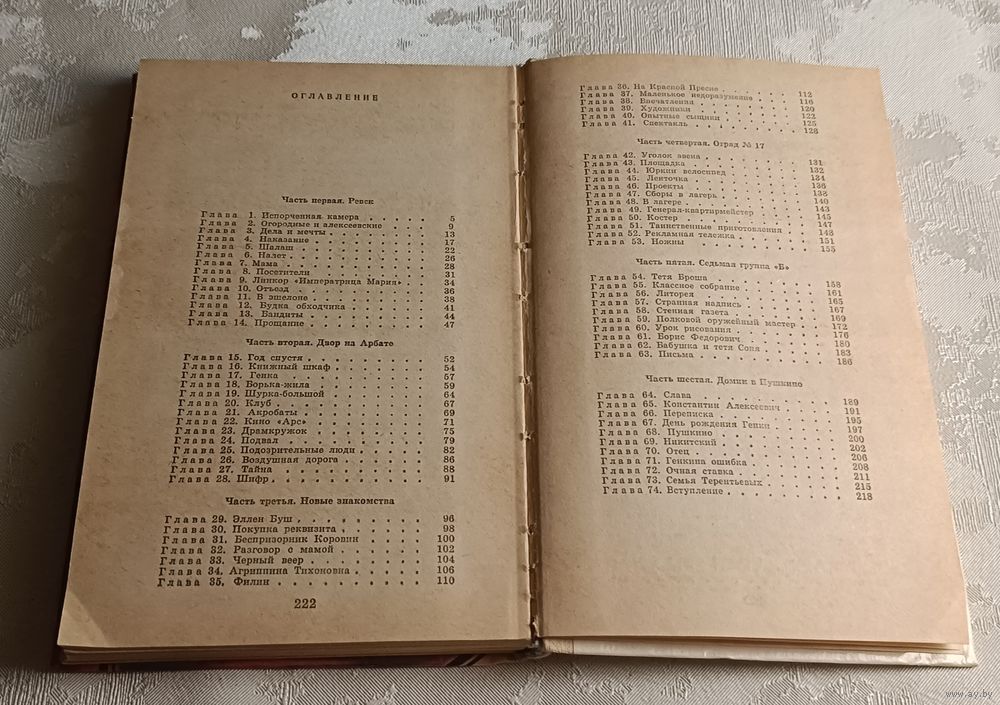 ОГЛАВЛЕНИЕ
Часть первая. Ревск
Глава 1. Испорченная камера . . . . . 5
Глава 2. Огородные и алексеевские . . . . 9
Глава 3. Дела и мечты . . . . . . . 13
Глава 4. Наказание . . . . . . . . 17
Глава 5. Шалаш . . . . . . . . . 22
Глава 6. Налет . . . . . . . . . 26
Глава 7. Мама . . . . . . . . . 28
Глава 8. Посетители . . . . . . . . 31
Глава 9. Линкор «Императрица Мария» . . 34
Глава 10. Отъезд . . . . . . . . . 36
Глава 11. В эшелоне . . . . . . . . 38
Глава 12. Будка обходчика . . . . . . 41
Глава 13. Бандиты . . . . . . . . 44
Глава 14. Прощание . . . . . . . . 47
Часть вторая. Двор на Арбате
Глава 15. Год спустя . . . . . . . . 52
Глава 16. Книжный шкаф . . . . . . . 54
Глава 17. Генка . . . . . . . . . 57
Глава 18. Борька-жила . . . . . . . 59
Глава 19. Шурка-большой . . . . . . . 64
Глава 20. Клуб . . . . . . . . . 67
Глава 21. Акробаты . . . . . . . . 69
Глава 22. Кино «Арс» . . . . . . . . 71
Глава 23. Драмкружок . . . . . . . . 75
Глава 24. Подвал . . . . . . . . . 79
Глава 25. Подозрительные люди . . . . . 82
Глава 26. Воздушная дорога . . . . . . 86
Глава 27. Тайна . . . . . . . . . 88
Глава 28. Шифр . . . . . . . . . 91
Часть третья. Новые знакомства
Глава 29. Эллен Буш . . . . . . . . 96
Глава 30. Покупка реквизита . . . . . . 98
Глава 31. Беспризорник Коровин . . . . . 100
Глава 32. Разговор с мамой . . . . . . 102
Глава 33. Черный веер . . . . . . . 104
Глава 34. Агриппина Тихоновна . . . . . 106
Глава 35. Филин . . . . . . . . . 110
222
Глава 36. На Красной Пресне . . . . . 112
Глава 37. Маленькое недоразумение . . . . 116
Глава 38. Впечатления . . . . . . . 120
Глава 39. Художники . . . . . . . . 122
Глава 40. Опытные сыщики . . . . . . 125
Глава 41. Спектакль . . . . . . . . 128
Часть четвертая. Отряд № 17
Глава 42. Уголок звена . . . . . . . 131
Глава 43. Площадка . . . . . . . . 132
Глава 44. Юркин велосипед . . . . . . 134
Глава 45. Ленточка . . . . . . . . 136
Глава 46. Проекты . . . . . . . . 138
Глава 47. Сборы в лагерь . . . . . . 140
Глава 48. В лагере . . . . . . . . 143
Глава 49. Генерал-квартирмейстер . . . . 145
Глава 50. Костер . . . . . . . . . 147
Глава 51. Таинственные приготовления . . . 148
Глава 52. Рекламная тележка . . . . . 151
Глава 53. Ножны . . . . . . . . . 155
Часть пятая. Седьмая группа «Б»
Глава 54. Тетя Броша . . . . . . . 158
Глава 55. Классное собрание . . . . . 161
Глава 56. Литорея . . . . . . . . 165
Глава 57. Странная надпись . . . . . . 167
Глава 58. Стенная газета . . . . . . 169
Глава 59. Полковой оружейный мастер . . . 172
Глава 60. Урок рисования . . . . . . 176
Глава 61. Борис Федорович . . . . . . 180
Глава 62. Бабушка и тетя Соня . . . . . 183
Глава 63. Письма . . . . . . . . . 186
Часть шестая. Домик в Пушкино
Глава 64. Слава . . . . . . . . . 189
Глава 65. Константин Алексеевич . . . . 191
Глава 66. Переписка . . . . . . . . 195
Глава 67. День рождения Генки . . . . . 197
Глава 68. Пушкино . . . . . . . . 200
Глава 69. Никитский . . . . . . . . 202
Глава 70. Отец . . . . . . . . . 206
Глава 71. Генкина ошибка . . . . . . 208
Глава 72. Очная ставка . . . . . . . 211
Глава 73. Семья Терентьевых . . . . . 215
Глава 74. Вступление . . . . . . . . 218
www.ay.by